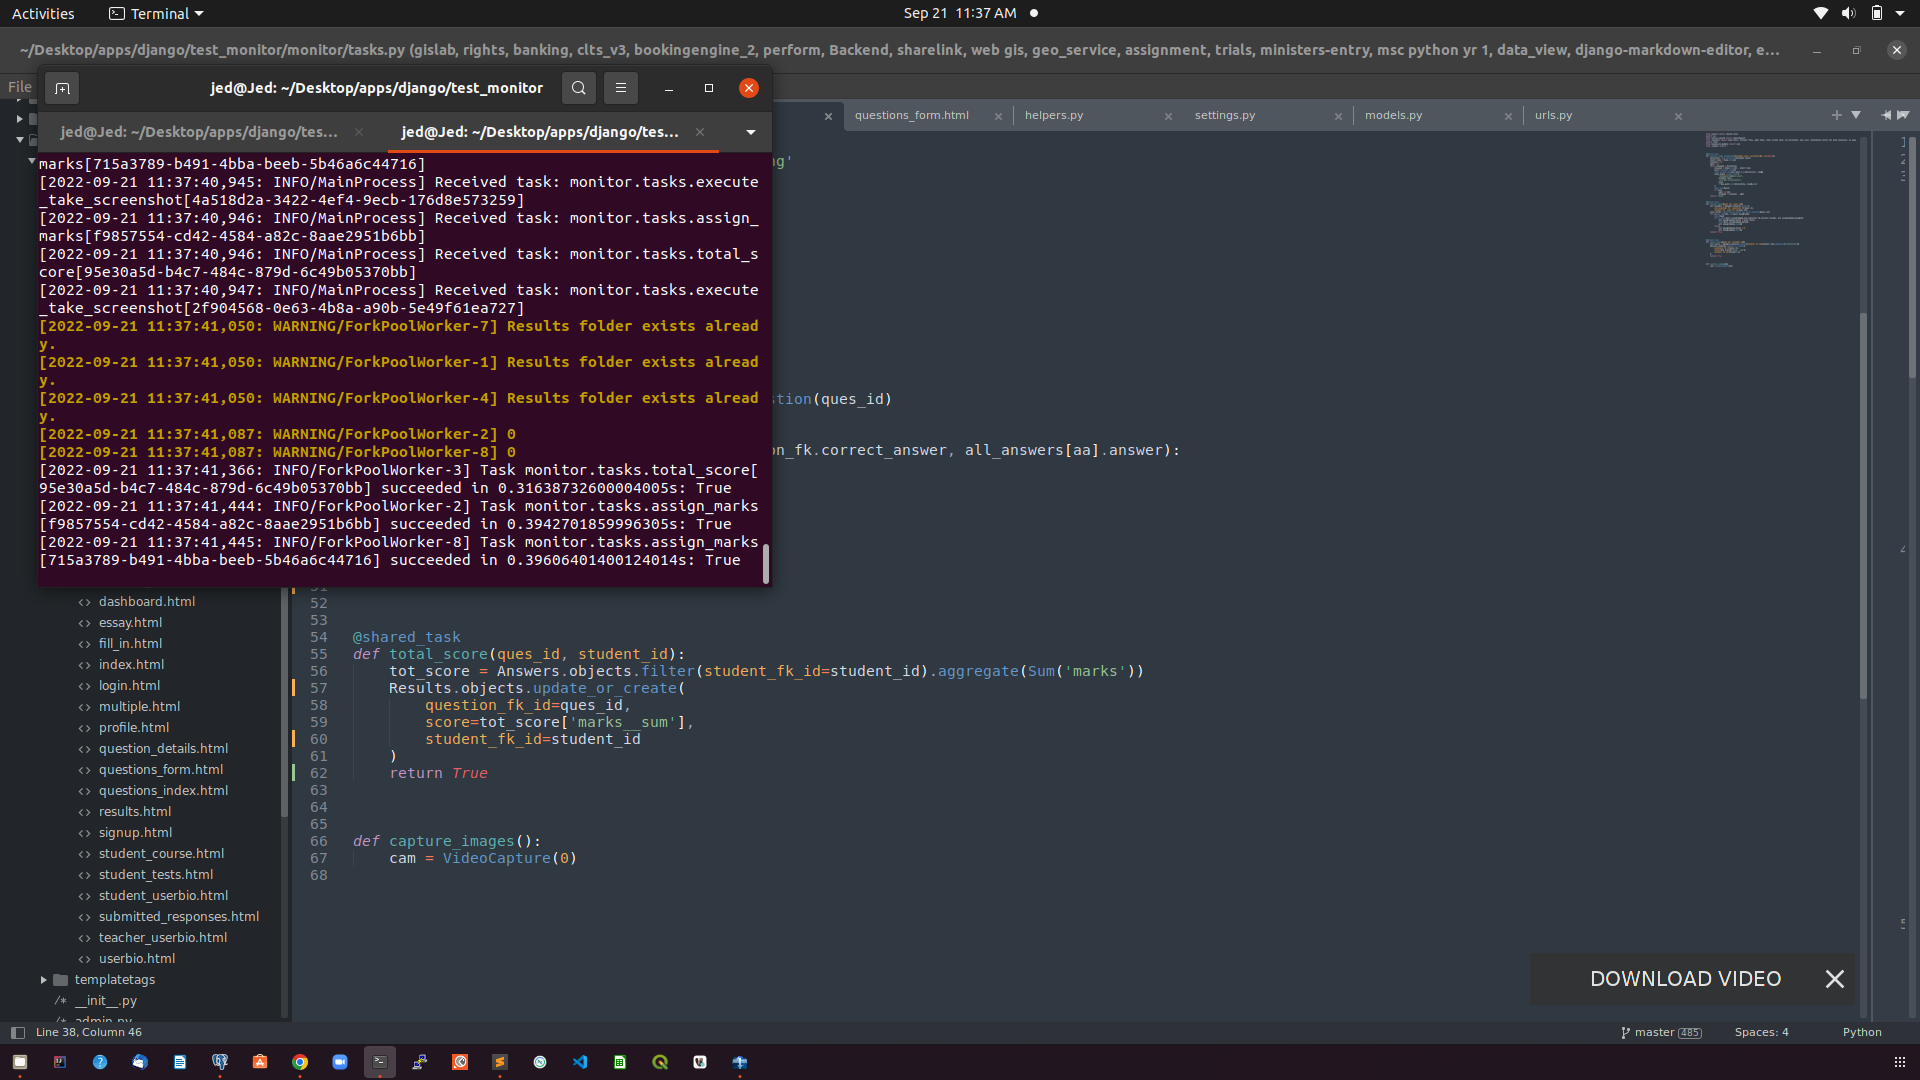 Activities
Terminal
Sep 21 11:37 AM
~/Desktop/apps/django/test_monitor/monitor/tasks.py (gislab, rights, banking, clts_v3, bookingengine_2, perform, Backend, sharelink, web gis, geo_service, assignment, trials, ministers-entry, msc python yr 1, data_view, django-markdown-editor, e...
File
jed@Jed: ~/Desktop/apps/django/test_monitor
jed@Jed: ~/Desktop/apps/django/tes...
jed@Jed: ~/Desktop/apps/django/tes...
questions_form.html
helpers.py
settings.py
models.py
urls.py
marks[715a3789-b491-4bba-beeb-5b46a6c44716]
[2022-09-21 11:37:40,945: INFO/MainProcess] Received task: monitor.tasks.execute
_take_screenshot[4a518d2a-3422-4ef4-9ecb-176d8e573259]
[2022-09-21 11:37:40,946: INFO/MainProcess] Received task: monitor.tasks.assign_
marks[f9857554-cd42-4584-a82c-8aae2951b6bb]
[2022-09-21 11:37:40,946: INFO/MainProcess] Received task: monitor.tasks.total_s
core[95e30a5d-b4c7-484c-879d-6c49b05370bb]
[2022-09-21 11:37:40,947: INFO/MainProcess] Received task: monitor.tasks.execute
_take_screenshot[2f904568-0e63-4b8a-a90b-5e49f61ea727]
[2022-09-21 11:37:41,050: WARNING/ForkPoolWorker-7] Results folder exists alread
y.
[2022-09-21 11:37:41,050: WARNING/ForkPoolWorker-1] Results folder exists alread
y.
[2022-09-21 11:37:41,050: WARNING/ForkPoolWorker-4] Results folder exists alread
y.
[2022-09-21 11:37:41,087: WARNING/ForkPoolWorker-2] 0
[2022-09-21 11:37:41,087: WARNING/ForkPoolWorker-8] 0
[2022-09-21 11:37:41,366: INFO/ForkPoolWorker-3] Task monitor.tasks.total_score[
95e30a5d-b4c7-484c-879d-6c49b05370bb] succeeded in 0.31638732600004005s: True
[2022-09-21 11:37:41,444: INFO/ForkPoolWorker-2] Task monitor.tasks.assign_marks
[f9857554-cd42-4584-a82c-8aae2951b6bb] succeeded in 0.3942701859996305s: True
[2022-09-21 11:37:41,445: INFO/ForkPoolWorker-8] Task monitor.tasks.assign_marks
[715a3789-b491-4bba-beeb-5b46a6c44716] succeeded in 0.39606401400124014s: True
ng'
stion(ques_id)
on_fk.correct_answer, all_answers[aa].answer):
dashboard.html
essay.html
fill_in.html
index.html
login.html
multiple.html
profile.html
question_details.html
questions_form.html
questions_index.html
results.html
signup.html
student_course.html
student_tests.html
student_userbio.html
submitted_responses.html
teacher_userbio.html
userbio.html
templatetags
/* __init__.py
/* admin.py
51
52
53
54 @shared_task
55 def total_score(ques_id, student_id):
56 tot_score = Answers.objects.filter(student_fk_id=student_id).aggregate(Sum('marks'))
57 Results.objects.update_or_create(
58 question_fk_id=ques_id,
59 score=tot_score['marks__sum'],
60 student_fk_id=student_id
61 )
62 return True
63
64
65
66 def capture_images():
67 cam = VideoCapture(0)
68
DOWNLOAD VIDEO
Line 38, Column 46
master 485
Spaces: 4
Python